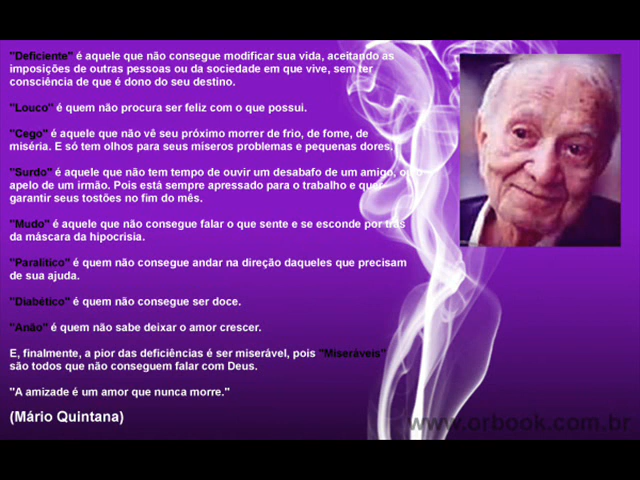 "Deficiente" é aquele que não consegue modificar sua vida, aceitando as
imposições de outras pessoas ou da sociedade em que vive, sem ter
consciência de que é dono do seu destino.
"Louco" é quem não procura ser feliz com o que possui.
"Cego" é aquele que não vê seu próximo morrer de frio, de fome, de
miséria. E só tem olhos para seus míseros problemas e pequenas dores.
"Surdo" é aquele que não tem tempo de ouvir um desabafo de um amigo, ou o
apelo de um irmão. Pois está sempre apressado para o trabalho e quer
garantir seus tostões no fim do mês.
"Mudo" é aquele que não consegue falar o que sente e se esconde por trás
da máscara da hipocrisia.
"Paralítico" é quem não consegue andar na direção daqueles que precisam
de sua ajuda.
"Diabético" é quem não consegue ser doce.
"Anão" é quem não sabe deixar o amor crescer.
E, finalmente, a pior das deficiências é ser miserável, pois "Miseráveis"
são todos que não conseguem falar com Deus.
"A amizade é um amor que nunca morre."
(Mário Quintana)
www.orbook.com.br